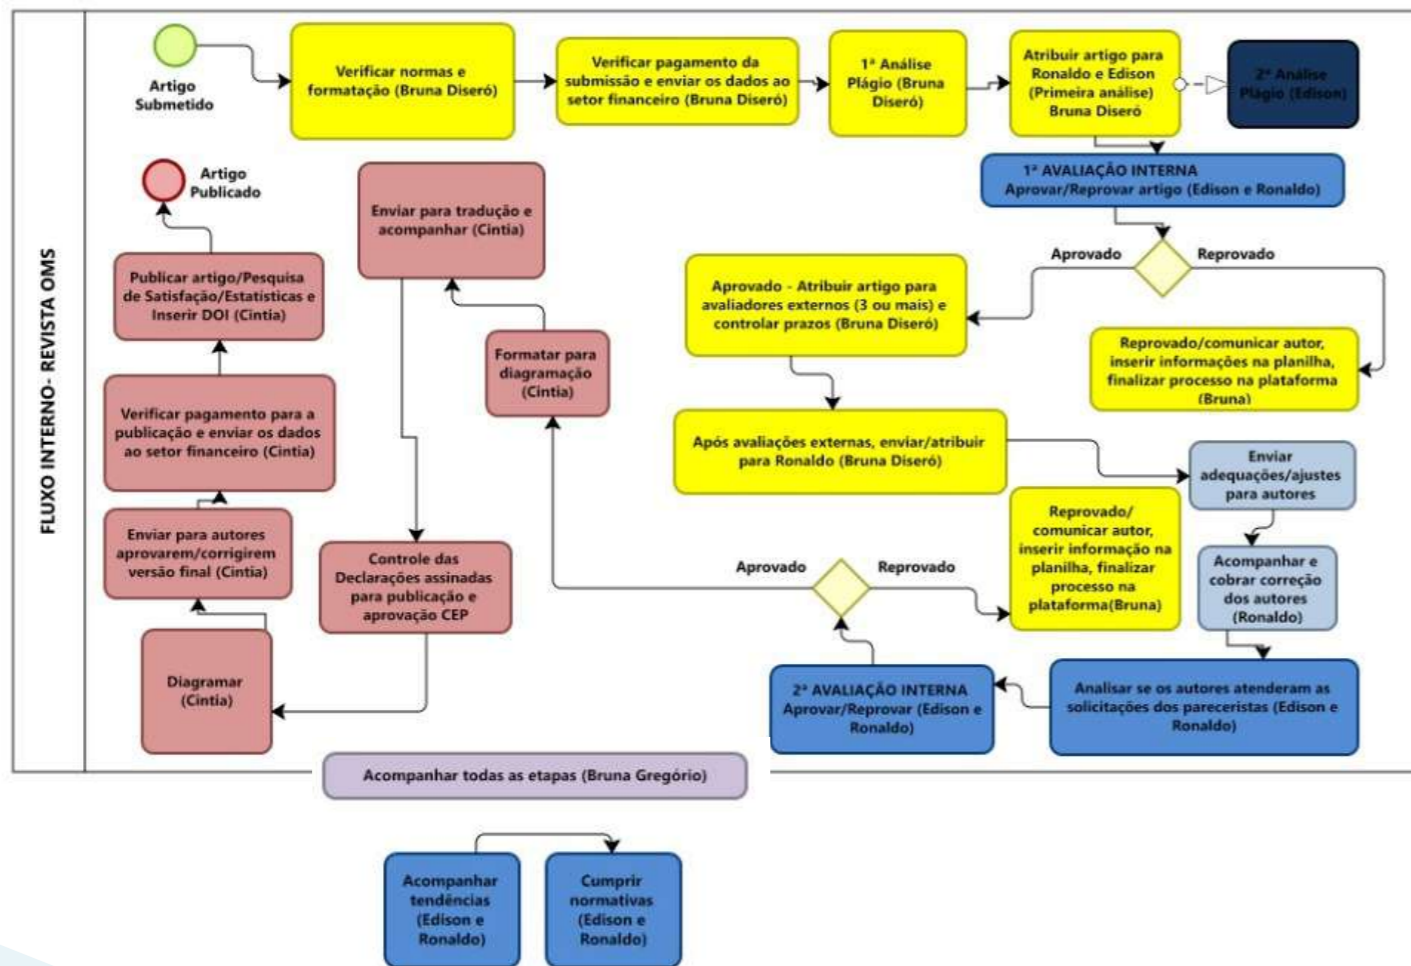 FLUXO INTERNO- REVISTA OMS
Artigo
Submetido
Verificar normas e
formatação (Bruna Diseró)
Verificar pagamento da
submissão e enviar os dados ao
setor financeiro (Bruna Diseró)
1ª Análise
Plágio (Bruna
Diseró)
Atribuir artigo para
Ronaldo e Edison
(Primeira análise)
Bruna Diseró
2ª Análise
Plágio (Edison)
1ª AVALIAÇÃO INTERNA
Aprovar/Reprovar artigo (Edison e Ronaldo)
Aprovado
Reprovado
Aprovado - Atribuir artigo para
avaliadores externos (3 ou mais) e
controlar prazos (Bruna Diseró)
Reprovado/comunicar autor,
inserir informações na planilha,
finalizar processo na plataforma
(Bruna)
Após avaliações externas, enviar/atribuir
para Ronaldo (Bruna Diseró)
Enviar
adequações/ajustes
para autores
Acompanhar e
cobrar correção
dos autores
(Ronaldo)
Analisar se os autores atenderam as
solicitações dos pareceristas (Edison e
Ronaldo)
2ª AVALIAÇÃO INTERNA
Aprovar/Reprovar (Edison e
Ronaldo)
Aprovado
Reprovado
Reprovado/
comunicar autor,
inserir informação na
planilha, finalizar
processo na
plataforma(Bruna)
Formatar para
diagramação
(Cintia)
Enviar para tradução e
acompanhar (Cintia)
Controle das
Declarações assinadas
para publicação e
aprovação CEP
Diagramar
(Cintia)
Enviar para autores
aprovarem/corrigirem
versão final (Cintia)
Verificar pagamento para a
publicação e enviar os dados
ao setor financeiro (Cintia)
Publicar artigo/Pesquisa
de Satisfação/Estatísticas e
Inserir DOI (Cintia)
Artigo
Publicado
Acompanhar todas as etapas (Bruna Gregório)
Acompanhar
tendências
(Edison e
Ronaldo)
Cumprir
normativas
(Edison e
Ronaldo)